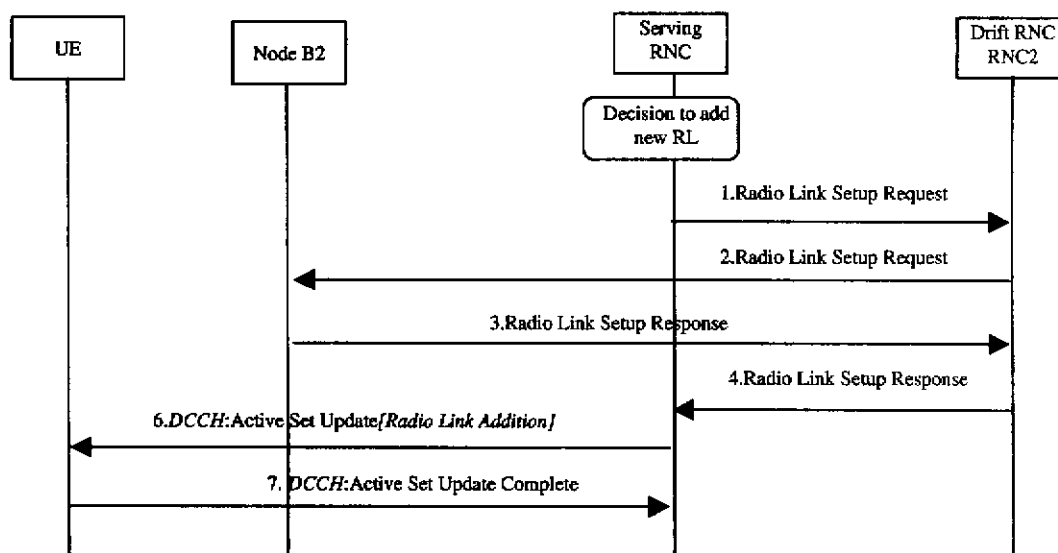 UE
Node B2
Serving
RNC
Drift RNC
RNC2
Decision to add
new RL
1.Radio Link Setup Request
2.Radio Link Setup Request
3.Radio Link Setup Response
4.Radio Link Setup Response
6.DCCH:Active Set Update[Radio Link Addition]
7. DCCH:Active Set Update Complete